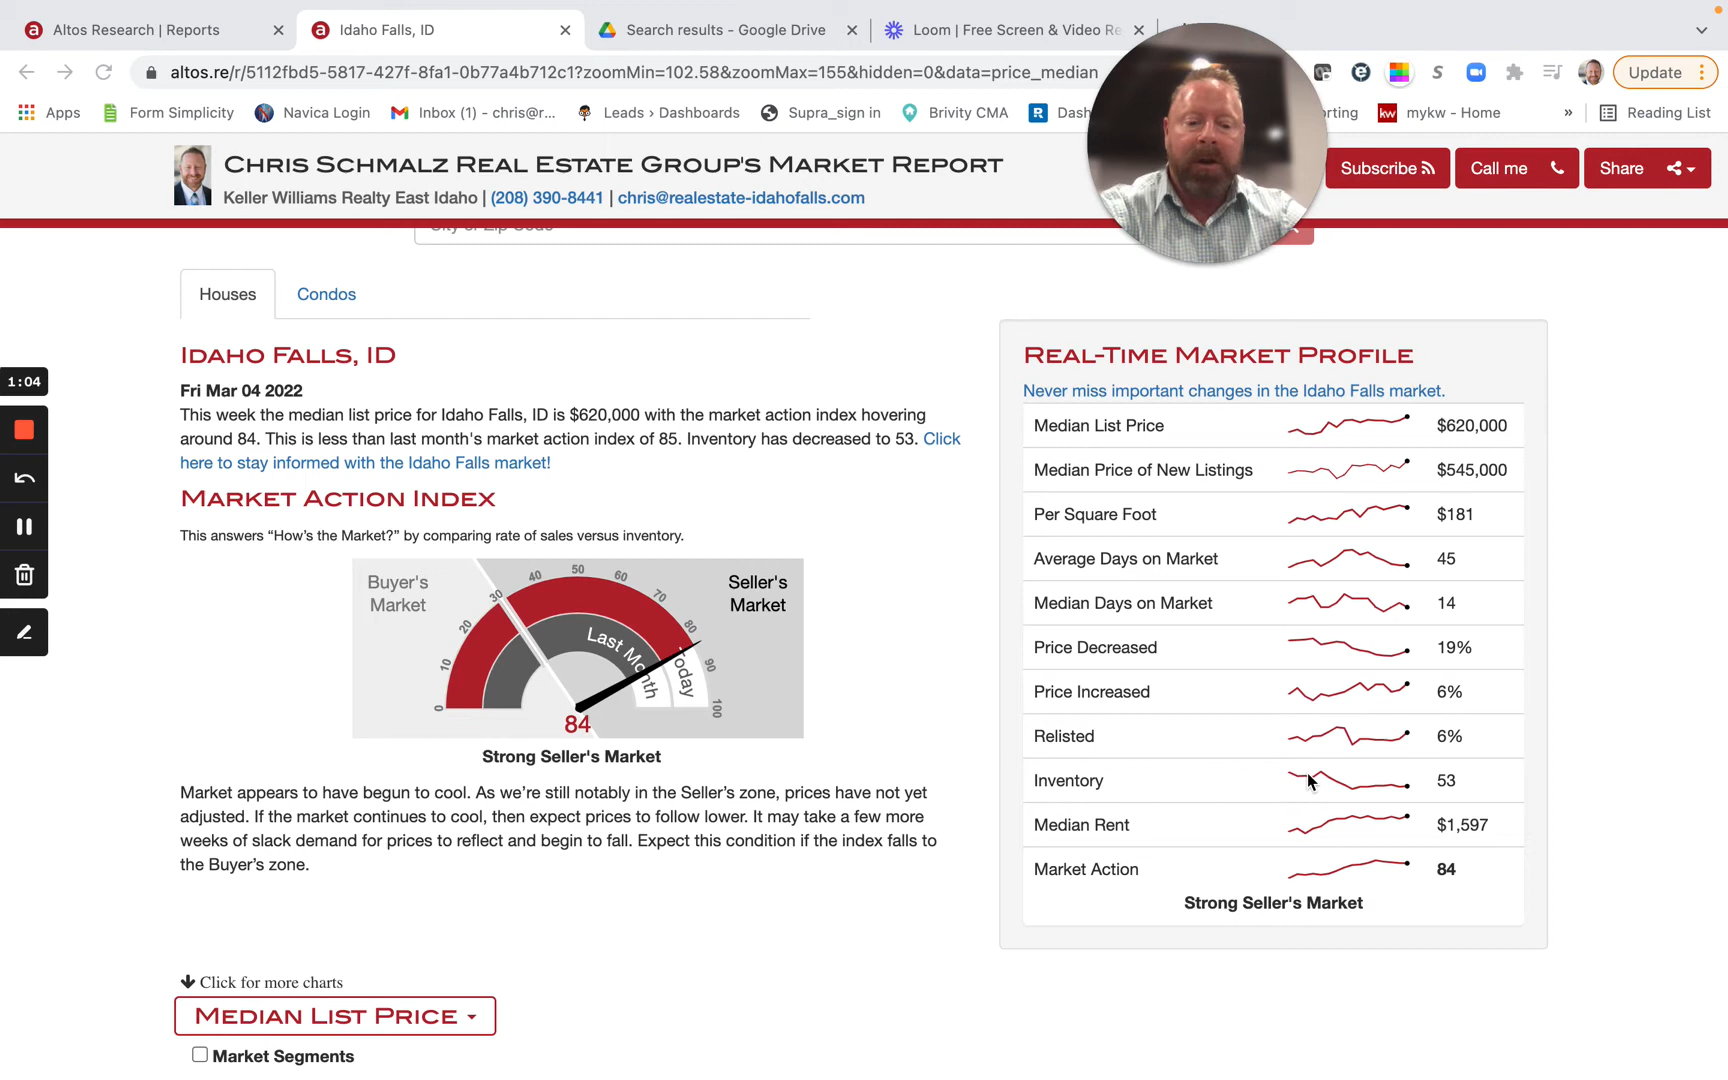 Altos Research | Reports
Idaho Falls, ID
Search results - Google Drive
Loom | Free Screen & Video Re
altos.re/r/5112fbd5-5817-427f-8fa1-0b77a4b712c1?zoomMin=102.58&zoomMax=155&hidden=0&data=price_median
Update
Apps
Form Simplicity
Navica Login
Inbox (1) - chris@r...
Leads > Dashboards
Supra_sign in
Brivity CMA
Dash
orting
mykw - Home
»
Reading List
Chris Schmalz Real Estate Group's Market Report
Keller Williams Realty East Idaho | (208) 390-8441 | chris@realestate-idahofalls.com
Subscribe
Call me
Share
City or Zip Code
Houses
Condos
Idaho Falls, ID
Fri Mar 04 2022
This week the median list price for Idaho Falls, ID is $620,000 with the market action index hovering
around 84. This is less than last month's market action index of 85. Inventory has decreased to 53. Click
here to stay informed with the Idaho Falls market!
Market Action Index
This answers “How's the Market?” by comparing rate of sales versus inventory.
Buyer's
Market
Seller's
Market
0
10
20
30
40
50
60
70
80
90
100
Last Month
Today
84
Strong Seller's Market
Market appears to have begun to cool. As we’re still notably in the Seller’s zone, prices have not yet
adjusted. If the market continues to cool, then expect prices to follow lower. It may take a few more
weeks of slack demand for prices to reflect and begin to fall. Expect this condition if the index falls to
the Buyer’s zone.
Click for more charts
Median List Price
Market Segments
Real-Time Market Profile
Never miss important changes in the Idaho Falls market.
Median List Price $620,000
Median Price of New Listings $545,000
Per Square Foot $181
Average Days on Market 45
Median Days on Market 14
Price Decreased 19%
Price Increased 6%
Relisted 6%
Inventory 53
Median Rent $1,597
Market Action 84
Strong Seller's Market
1:04